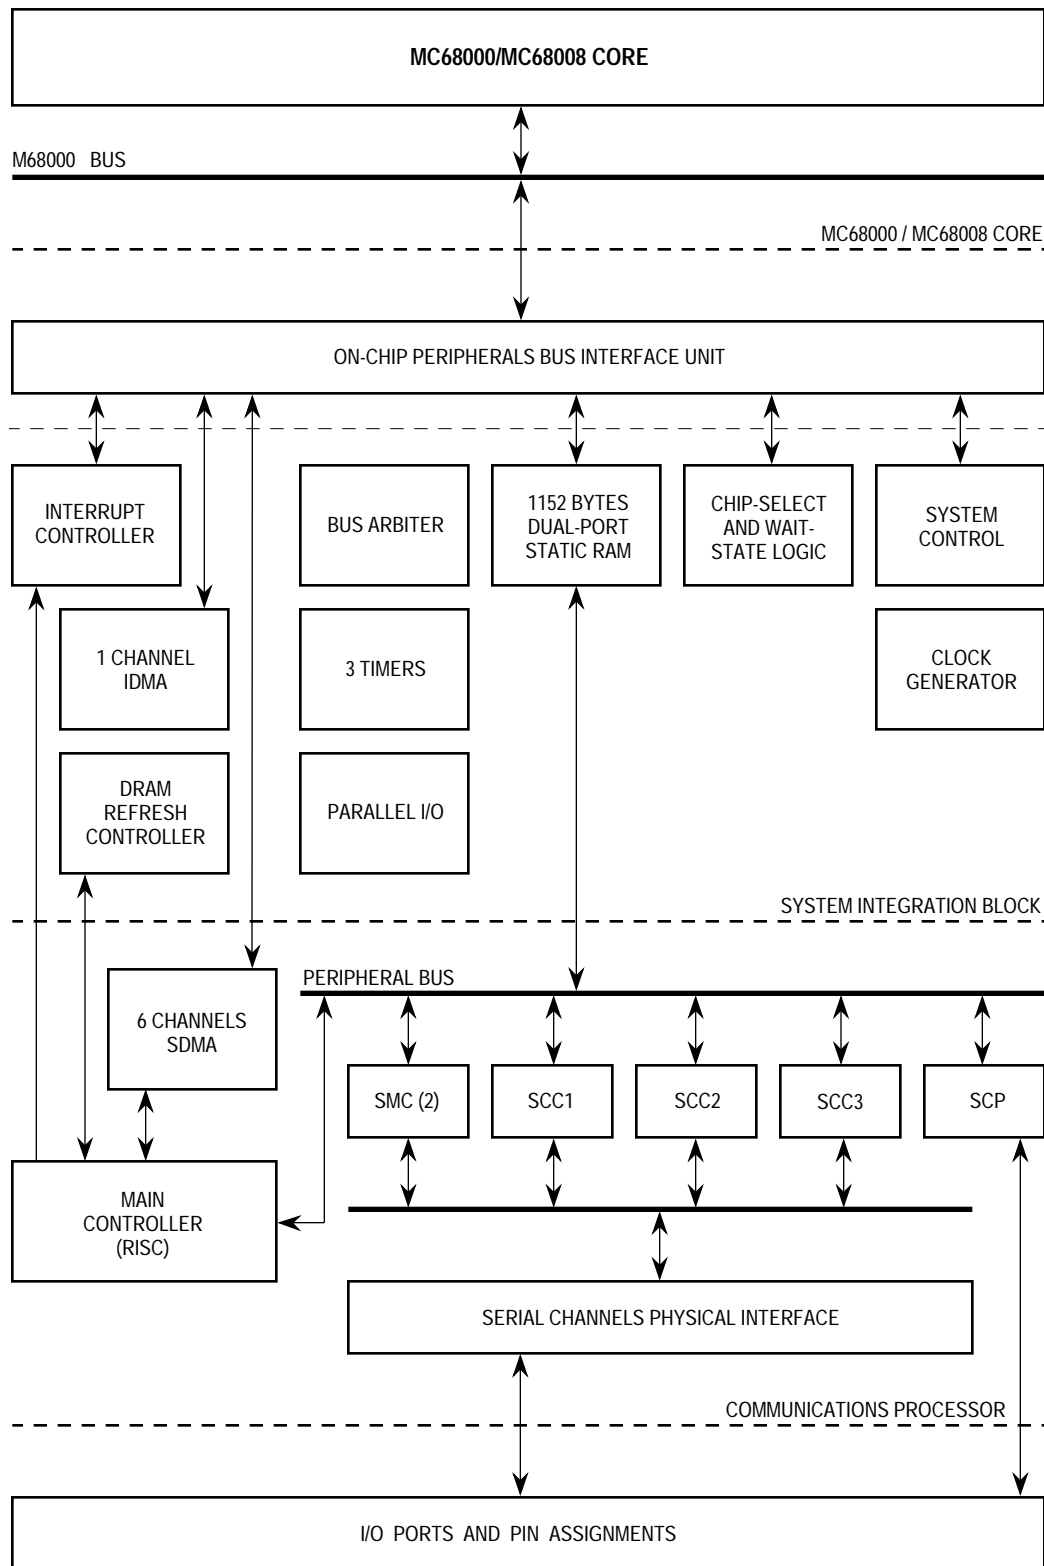 MC68000/MC68008 CORE
M68000 BUS
MC68000 / MC68008 CORE
ON-CHIP PERIPHERALS BUS INTERFACE UNIT
INTERRUPT
CONTROLLER
BUS ARBITER
1152 BYTES
DUAL-PORT
STATIC RAM
CHIP-SELECT
AND WAIT-
STATE LOGIC
SYSTEM
CONTROL
1 CHANNEL
IDMA
3 TIMERS
CLOCK
GENERATOR
DRAM
REFRESH
CONTROLLER
PARALLEL I/O
SYSTEM INTEGRATION BLOCK
PERIPHERAL BUS
6 CHANNELS
SDMA
SMC (2)
SCC1
SCC2
SCC3
SCP
MAIN
CONTROLLER
(RISC)
SERIAL CHANNELS PHYSICAL INTERFACE
COMMUNICATIONS PROCESSOR
I/O PORTS AND PIN ASSIGNMENTS